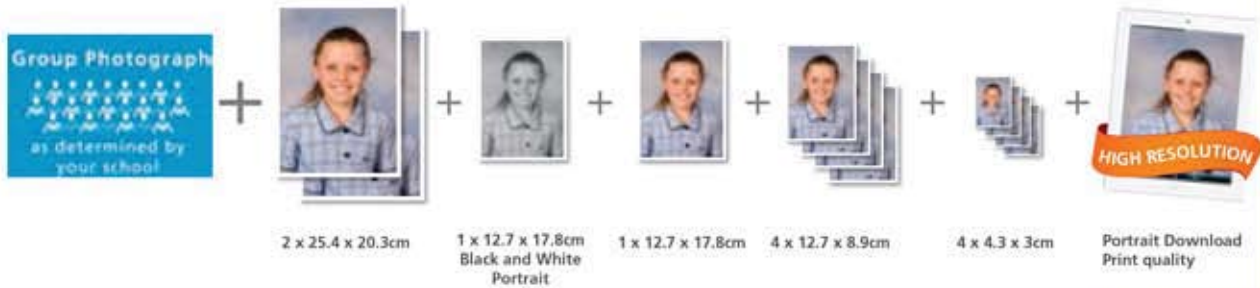 Group Photograph
as determined by
your school
HIGH RESOLUTION
2 x 25.4 x 20.3cm
1 x 12.7 x 17.8cm
Black and White
Portrait
1 x 12.7 x 17.8cm
4 x 12.7 x 8.9cm
4 x 4.3 x 3cm
Portrait Download
Print quality